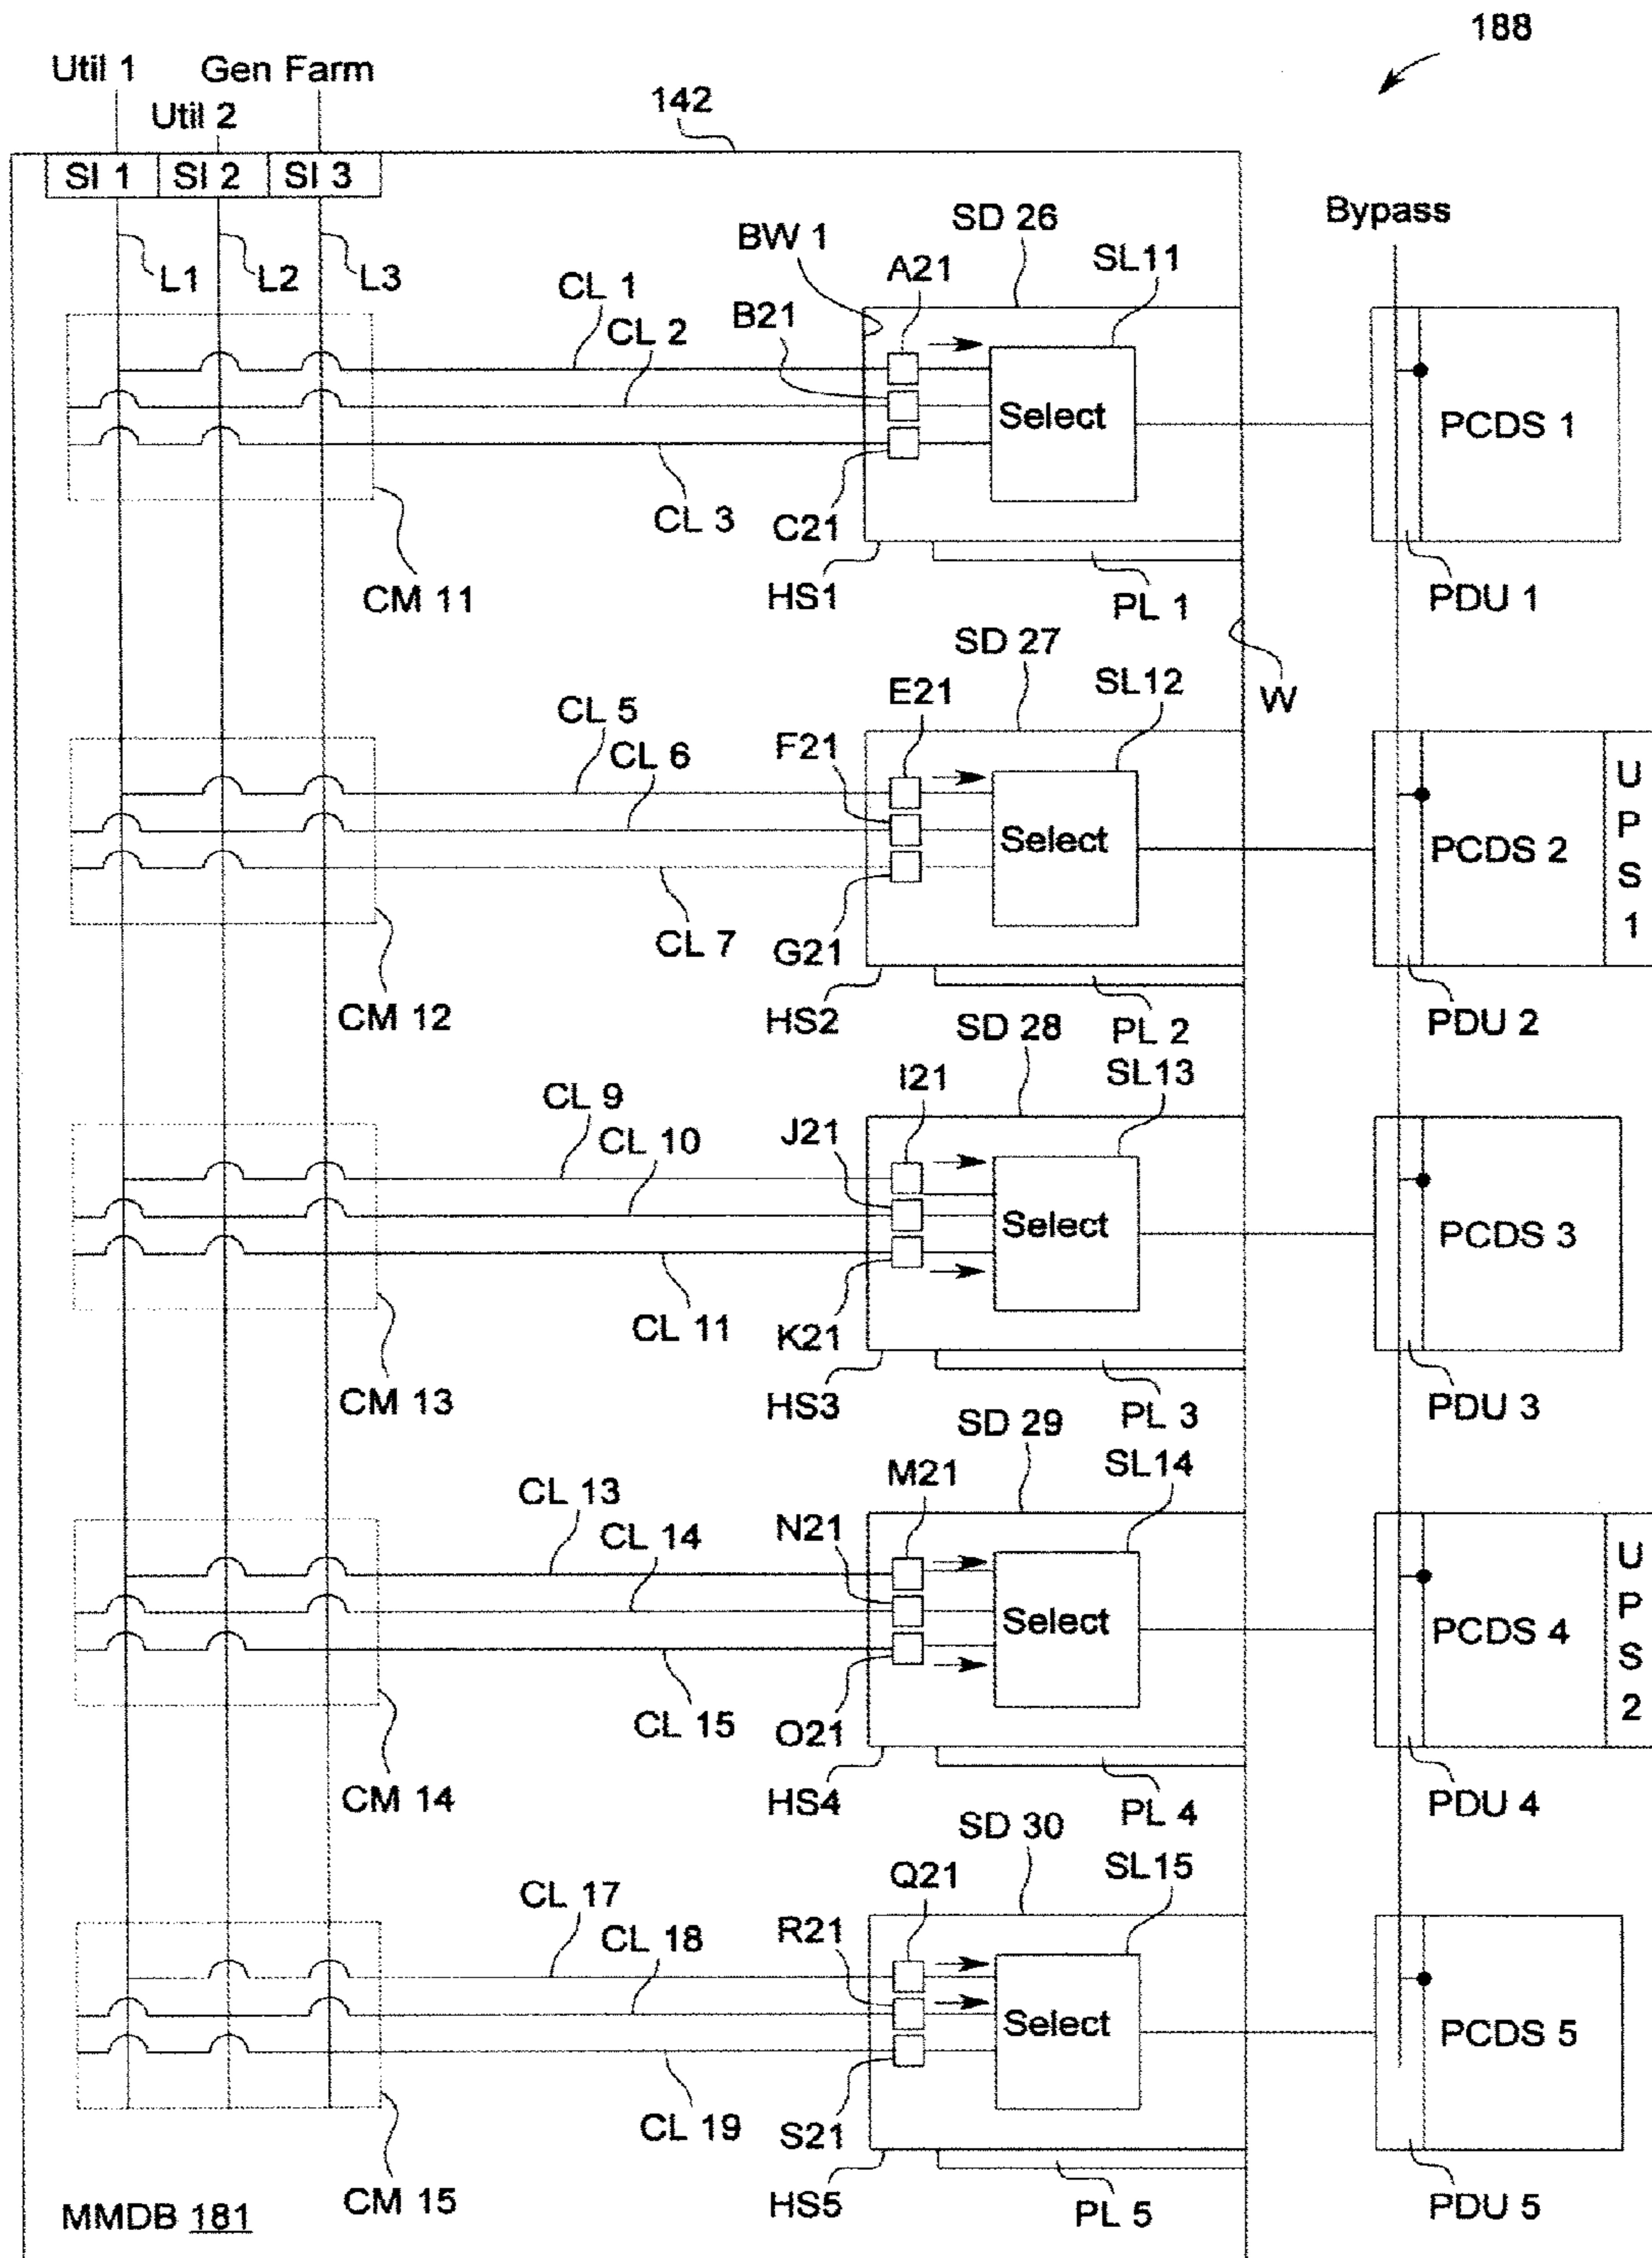 188
Util 1 Gen Farm
Util 2
142
SI 1 SI 2 SI 3
Bypass
SD 26
BW 1
A21
SL11
L1 L2 L3
CL 1
B21
CL 2
Select
PCDS 1
CL 3
C21
CM 11
HS1
PL 1
PDU 1
SD 27
W
E21
SL12
CL 5
F21
CL 6
Select
PCDS 2
U
P
S
1
CL 7
G21
CM 12
HS2
PL 2
PDU 2
SD 28
SL13
I21
CL 9
J21
CL 10
Select
PCDS 3
CL 11
K21
CM 13
HS3
PL 3
PDU 3
SD 29
SL14
M21
CL 13
N21
CL 14
Select
PCDS 4
U
P
S
2
CL 15
O21
CM 14
HS4
PL 4
PDU 4
SD 30
SL15
Q21
CL 17
R21
CL 18
Select
PCDS 5
CL 19
S21
CM 15
HS5
PL 5
PDU 5
MMDB 181